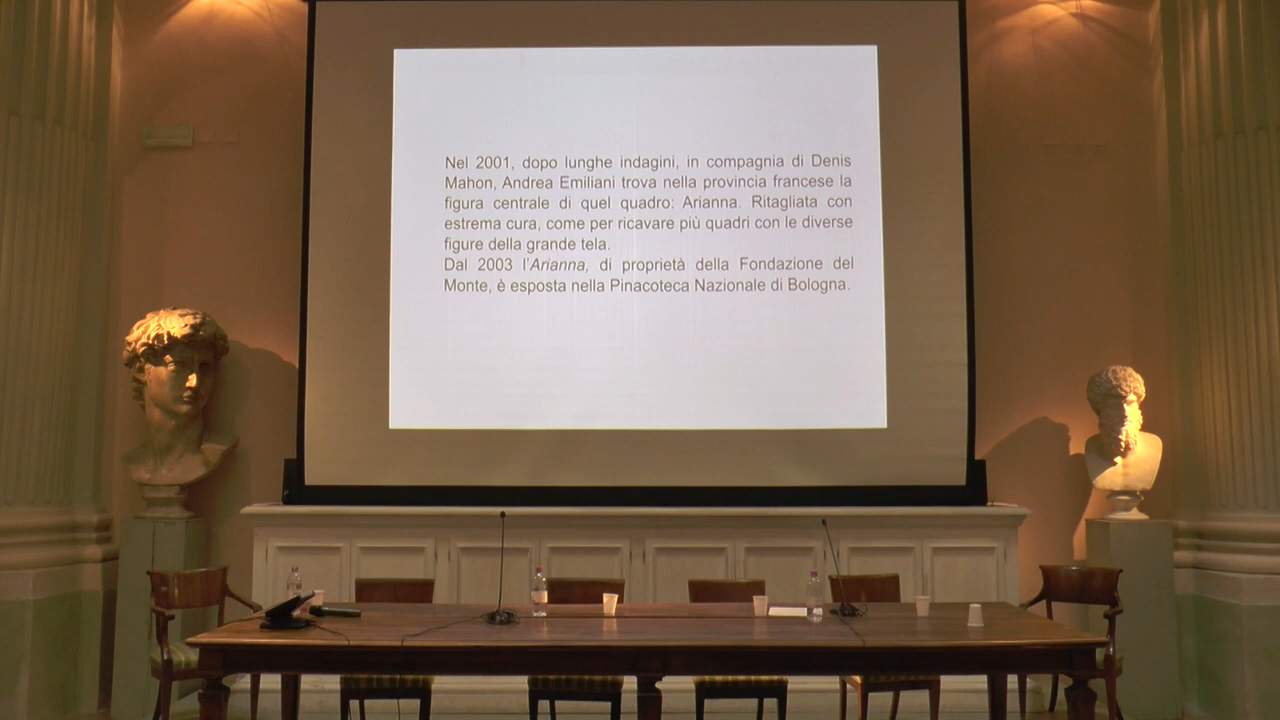 Nel 2001, dopo lunghe indagini, in compagnia di Denis
Mahon, Andrea Emiliani trova nella provincia francese la
figura centrale di quel quadro: Arianna. Ritagliata con
estrema cura, come per ricavare più quadri con le diverse
figure della grande tela.
Dal 2003 l'Arianna, di proprietà della Fondazione del
Monte, è esposta nella Pinacoteca Nazionale di Bologna.